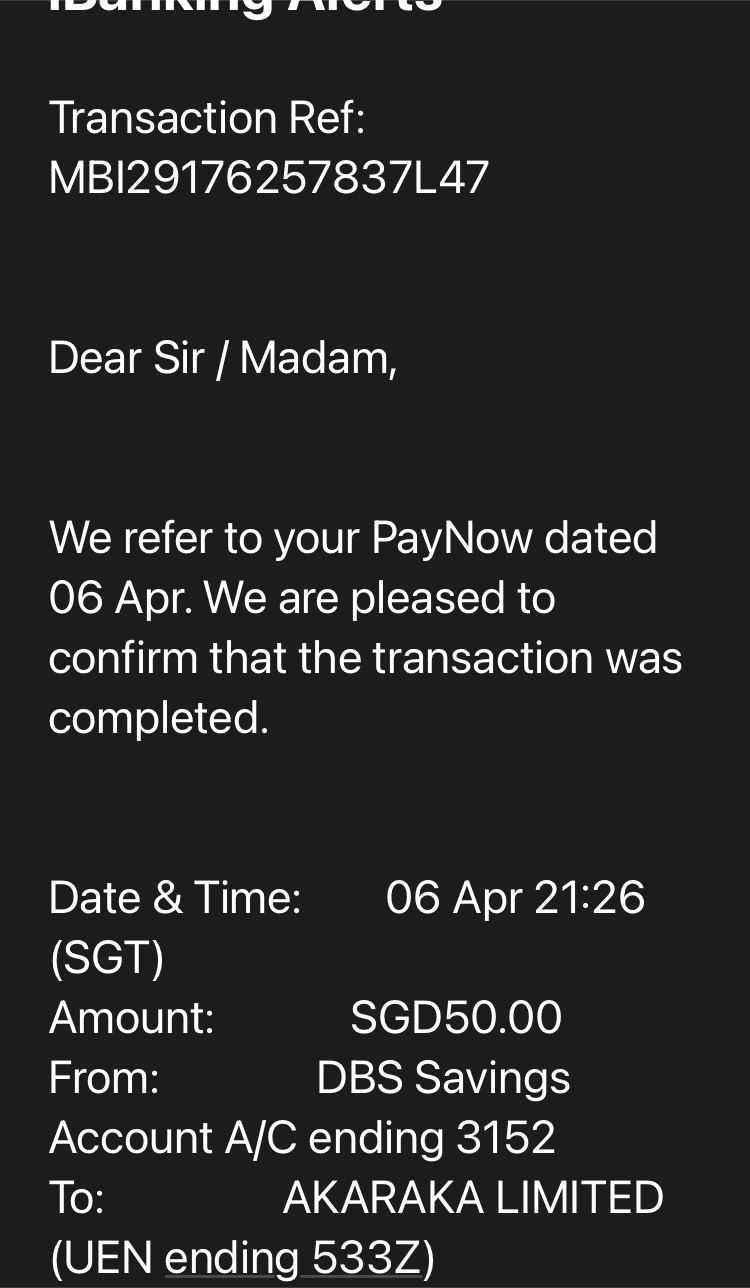 iBanking Alerts
Transaction Ref:
MBI29176257837L47
Dear Sir / Madam,
We refer to your PayNow dated
06 Apr. We are pleased to
confirm that the transaction was
completed.
Date & Time: 06 Apr 21:26
(SGT)
Amount: SGD50.00
From: DBS Savings
Account A/C ending 3152
To: AKARAKA LIMITED
(UEN ending 533Z)